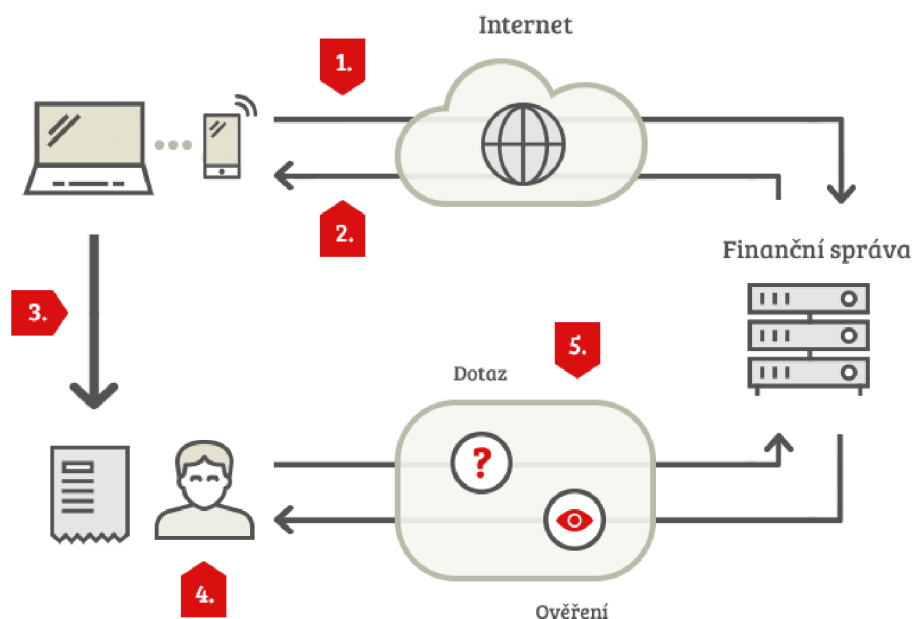 Internet
1.
2.
Finanční správa
3.
5.
Dotaz
?
4.
Ověření